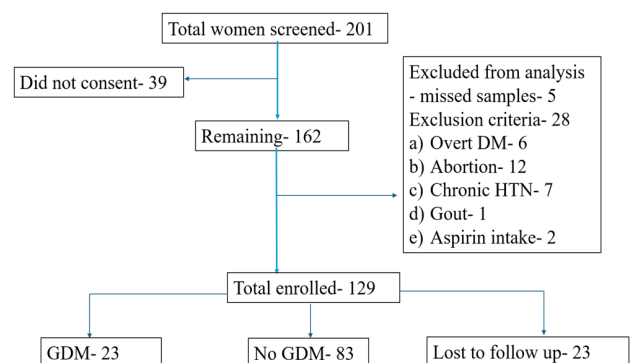 Total women screened- 201
Did not consent- 39
Excluded from analysis
- missed samples- 5
Exclusion criteria- 28
a) Overt DM- 6
b) Abortion- 12
c) Chronic HTN- 7
d) Gout- 1
e) Aspirin intake- 2
Remaining- 162
Total enrolled- 129
GDM- 23
No GDM- 83
Lost to follow up- 23